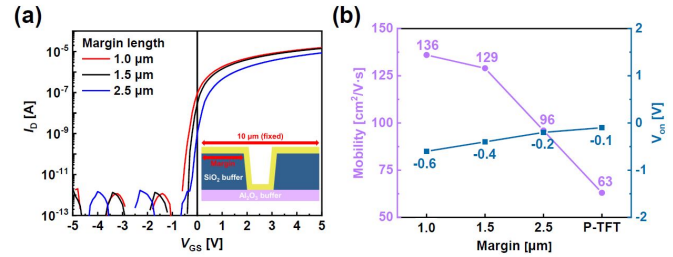 (a)
Margin length
1.0 μm
1.5 μm
2.5 μm
10⁻⁵
10⁻⁷
10⁻⁹
10⁻¹¹
10⁻¹³
I_D [A]
10 μm (fixed)
Margin
SiO₂ buffer
Al₂O₃ buffer
-5 -4 -3 -2 -1 0 1 2 3 4 5
V_GS [V]
(b)
150
125
100
75
50
Mobility [cm²/V·s]
136
129
96
63
-0.6
-0.4
-0.2
-0.1
2
1
0
-1
-2
V_on [V]
1.0 1.5 2.5 P-TFT
Margin [μm]